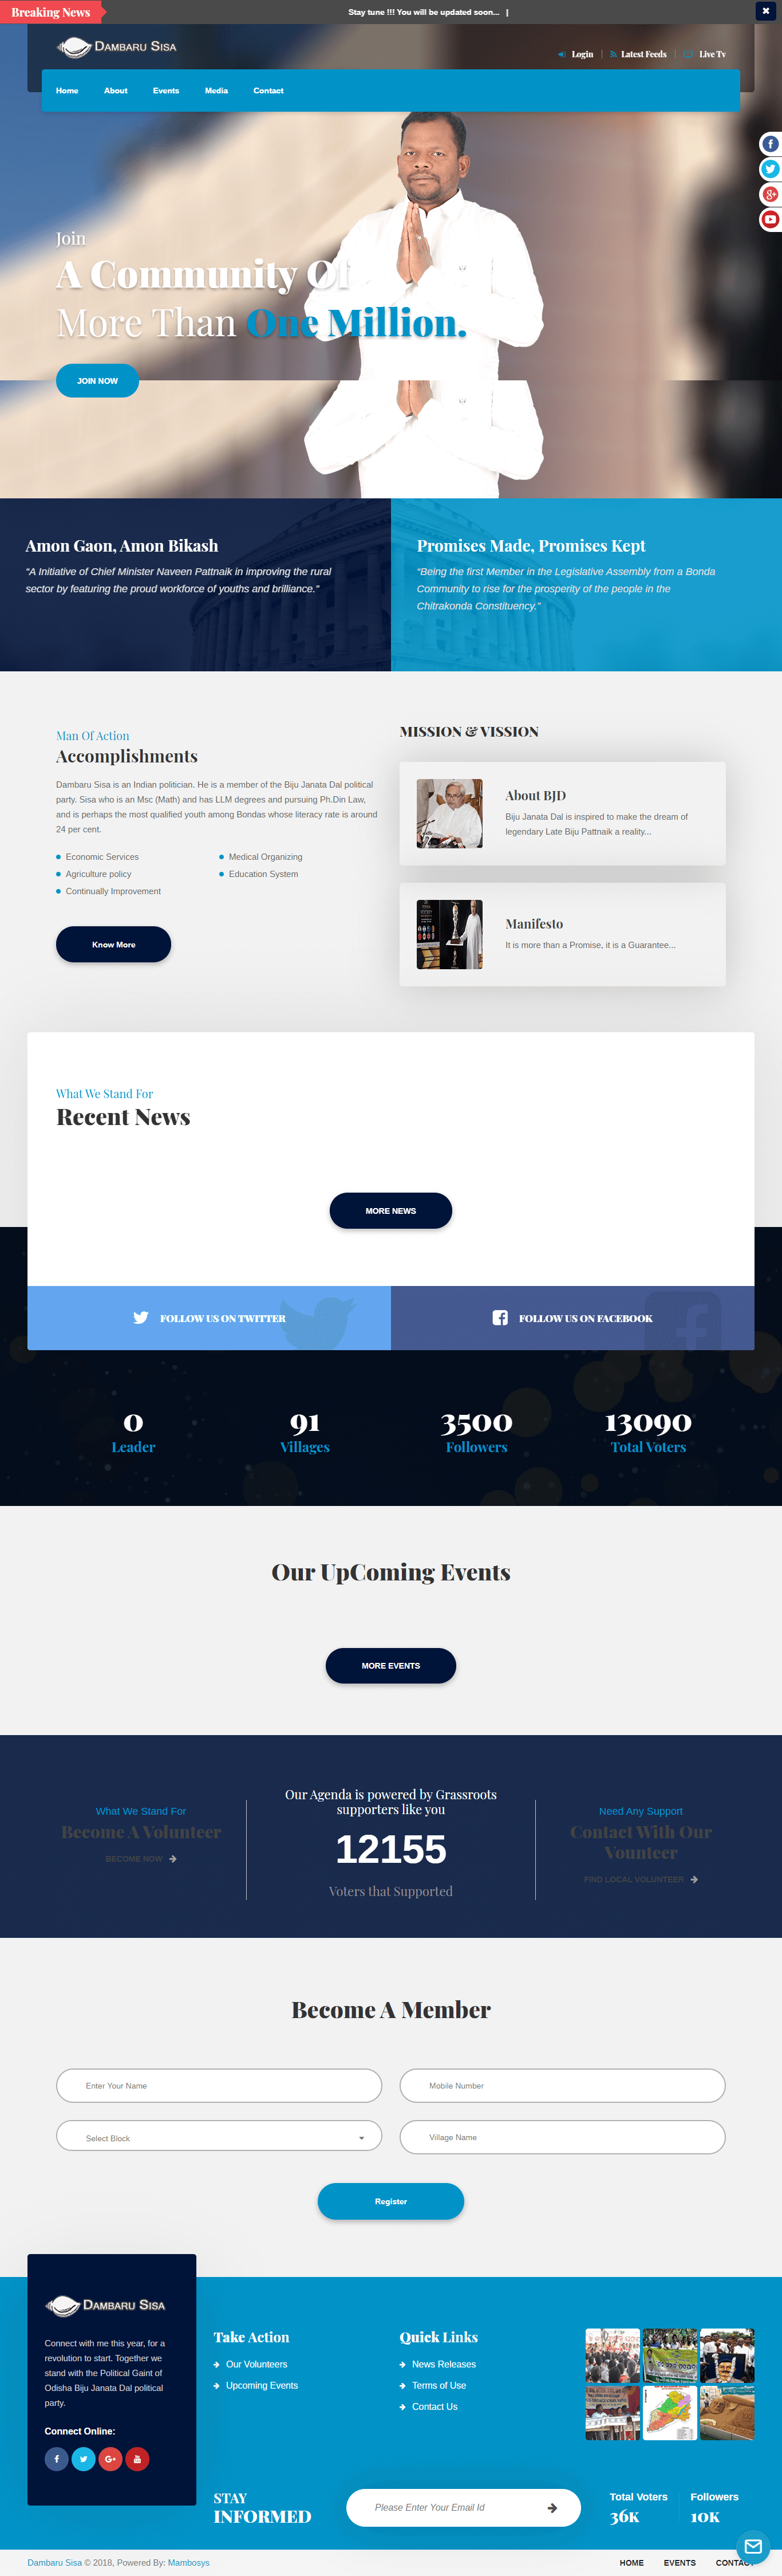 Breaking News
Stay tune !!! You will be updated soon... |
DAMBARU SISA
Login
Latest Feeds
Live Tv
Home
About
Events
Media
Contact
Join
A Community Of
More Than One Million.
JOIN NOW
Amon Gaon, Amon Bikash
“A Initiative of Chief Minister Naveen Pattnaik in improving the rural
sector by featuring the proud workforce of youths and brilliance.”
Promises Made, Promises Kept
“Being the first Member in the Legislative Assembly from a Bonda
Community to rise for the prosperity of the people in the
Chitrakonda Constituency.”
Man Of Action
Accomplishments
Dambaru Sisa is an Indian politician. He is a member of the Biju Janata Dal political
party. Sisa who is an Msc (Math) and has LLM degrees and pursuing Ph.Din Law,
and is perhaps the most qualified youth among Bondas whose literacy rate is around
24 per cent.
Economic Services
Medical Organizing
Agriculture policy
Education System
Continually Improvement
Know More
MISSION & VISSION
About BJD
Biju Janata Dal is inspired to make the dream of
legendary Late Biju Pattnaik a reality...
Manifesto
It is more than a Promise, it is a Guarantee...
What We Stand For
Recent News
MORE NEWS
FOLLOW US ON TWITTER
FOLLOW US ON FACEBOOK
0
Leader
91
Villages
3500
Followers
13090
Total Voters
Our UpComing Events
MORE EVENTS
What We Stand For
Become A Volunteer
BECOME NOW
Our Agenda is powered by Grassroots
supporters like you
12155
Voters that Supported
Need Any Support
Contact With Our
Vounteer
FIND LOCAL VOLUNTEER
Become A Member
Enter Your Name
Mobile Number
Select Block
Village Name
Register
DAMBARU SISA
Connect with me this year, for a
revolution to start. Together we
stand with the Political Gaint of
Odisha Biju Janata Dal political
party.
Connect Online:
Take Action
Our Volunteers
Upcoming Events
Quick Links
News Releases
Terms of Use
Contact Us
STAY
INFORMED
Please Enter Your Email Id
Total Voters
36K
Followers
10K
Dambaru Sisa © 2018, Powered By: Mambosys
HOME
EVENTS
CONTACT